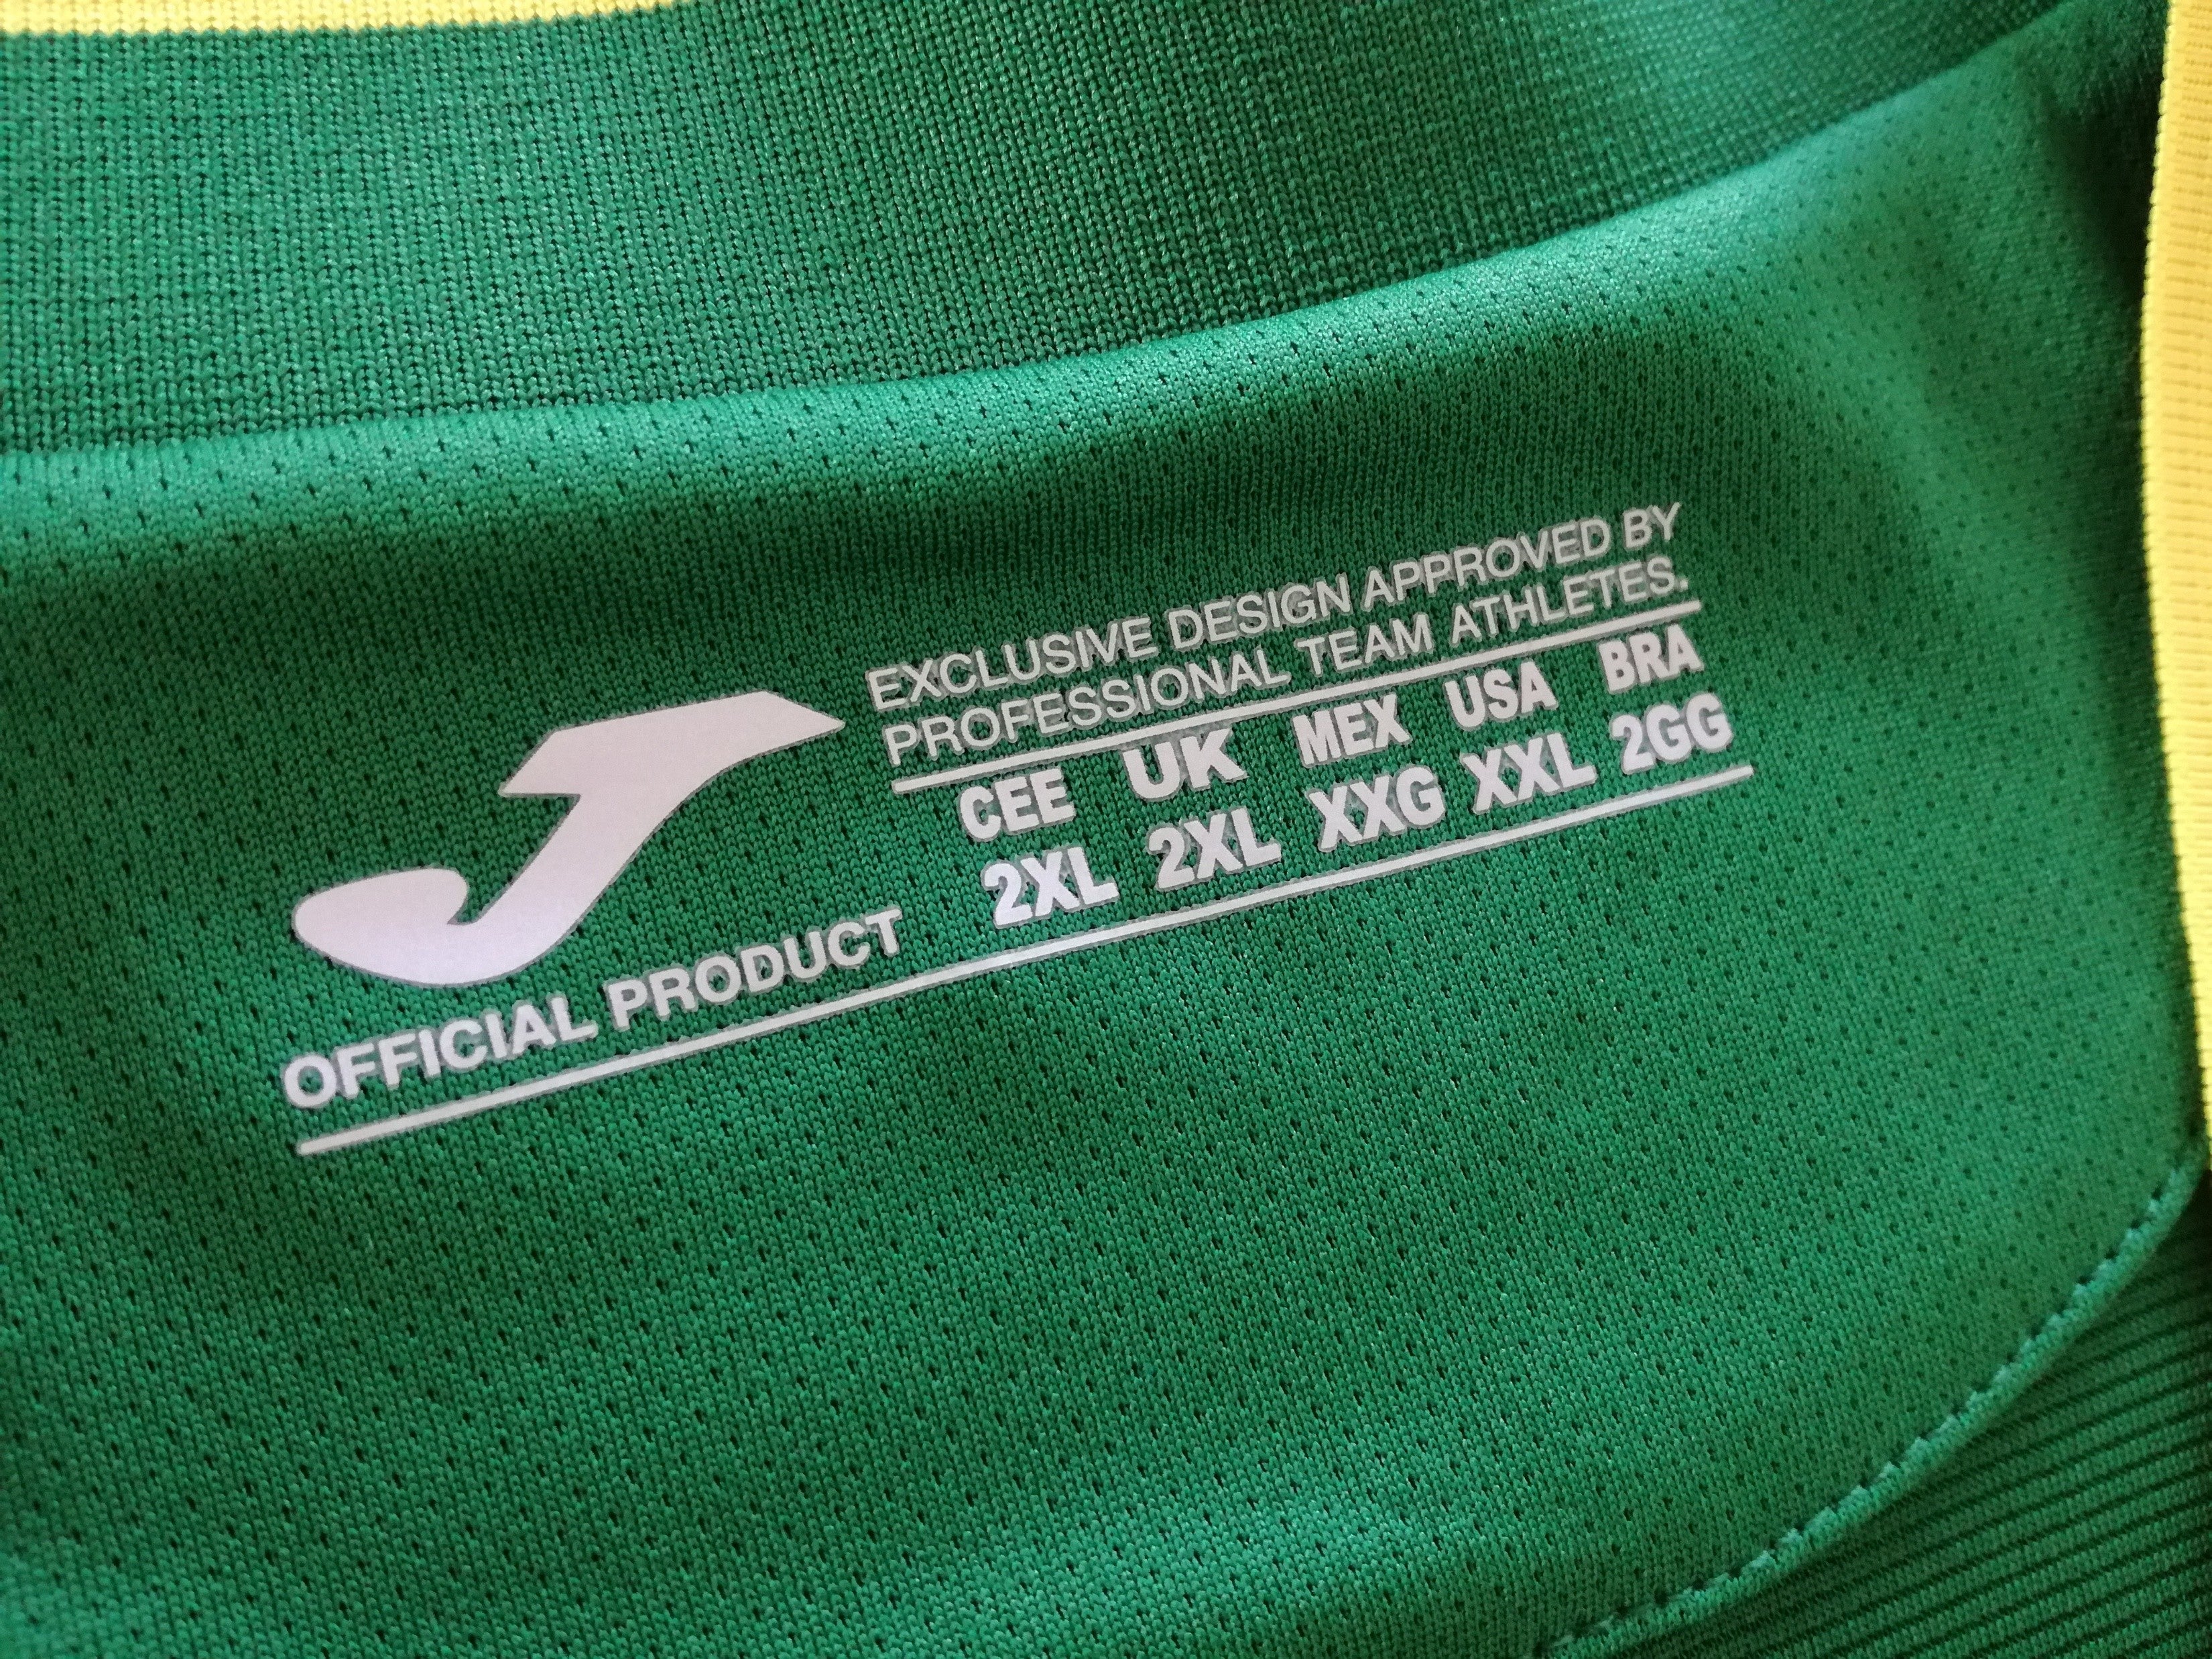 EXCLUSIVE DESIGN APPROVED BY
PROFESSIONAL TEAM ATHLETES.
CEE UK MEX USA BRA
2XL 2XL XXG XXL 2GG
OFFICIAL PRODUCT